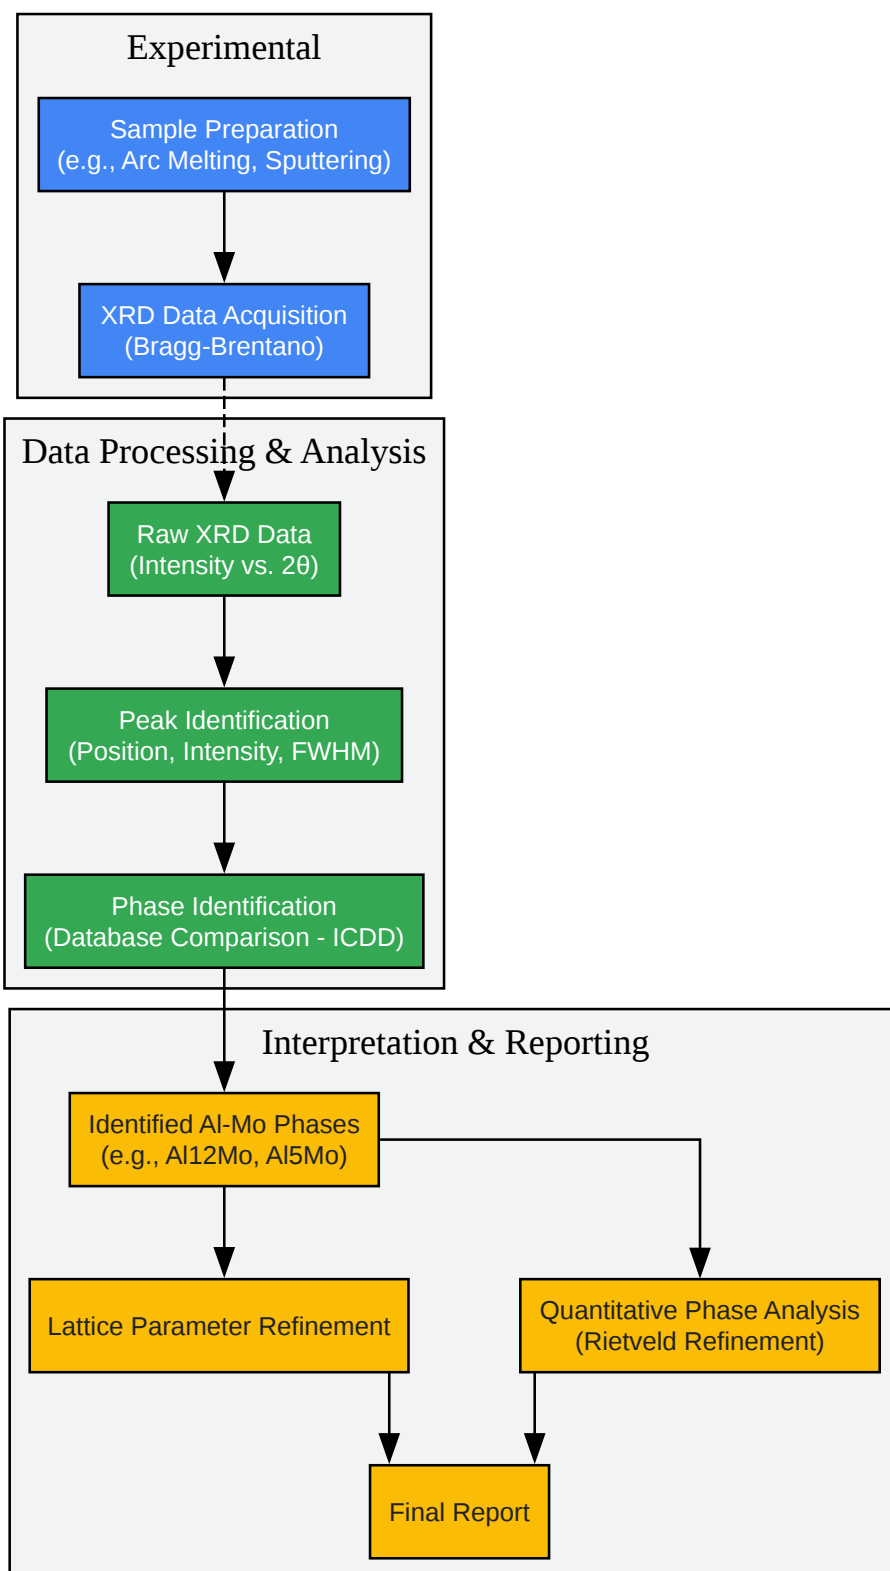 Experimental
Sample Preparation
(e.g., Arc Melting, Sputtering)
XRD Data Acquisition
(Bragg-Brentano)
Data Processing & Analysis
Raw XRD Data
(Intensity vs. 2θ)
Peak Identification
(Position, Intensity, FWHM)
Phase Identification
(Database Comparison - ICDD)
Interpretation & Reporting
Identified Al-Mo Phases
(e.g., Al12Mo, Al5Mo)
Lattice Parameter Refinement
Quantitative Phase Analysis
(Rietveld Refinement)
Final Report